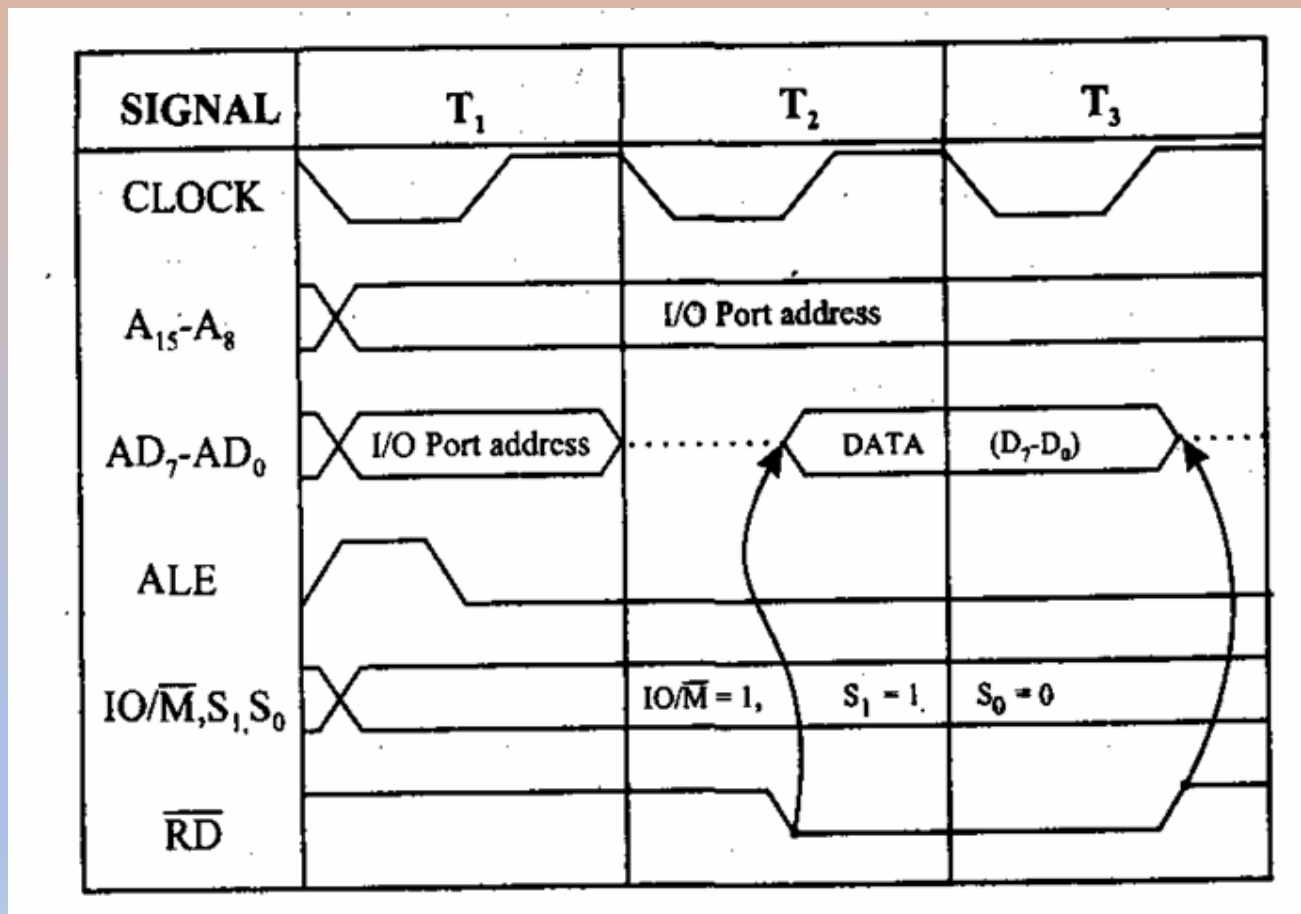 SIGNAL T₁ T₂ T₃
CLOCK
A₁₅-A₈ I/O Port address
AD₇-AD₀ I/O Port address DATA (D₇-D₀)
ALE
IO/M̅,S₁,S₀ IO/M̅ = 1, S₁ = 1 S₀ = 0
R̅D̅